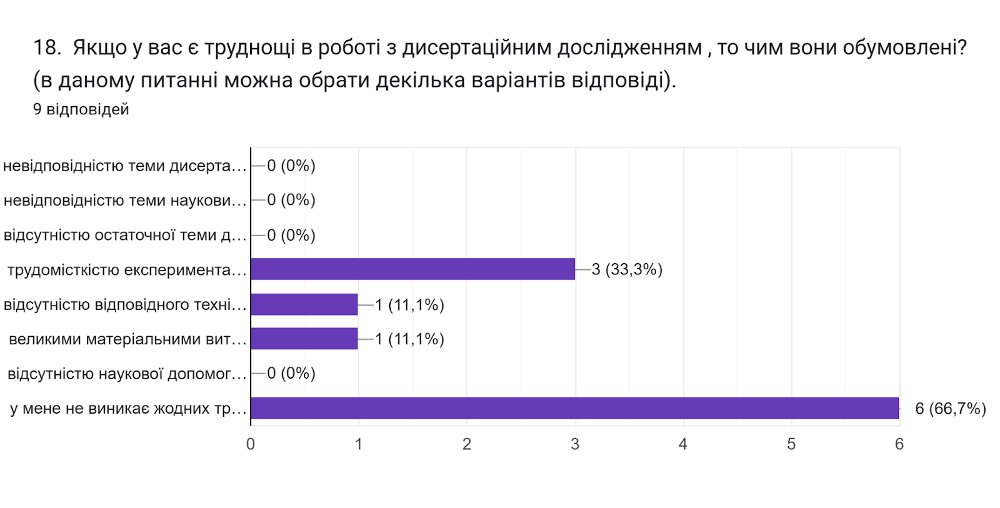 18. Якщо у вас є труднощі в роботі з дисертаційним дослідженням , то чим вони обумовлені?
(в даному питанні можна обрати декілька варіантів відповіді).
9 відповідей
невідповідністю теми дисерта… 0 (0%)
невідповідністю теми наукови… 0 (0%)
відсутністю остаточної теми д… 0 (0%)
трудомісткістю експеримента… 3 (33,3%)
відсутністю відповідного техні… 1 (11,1%)
великими матеріальними вит… 1 (11,1%)
відсутністю наукової допомог… 0 (0%)
у мене не виникає жодних тр… 6 (66,7%)
0 1 2 3 4 5 6